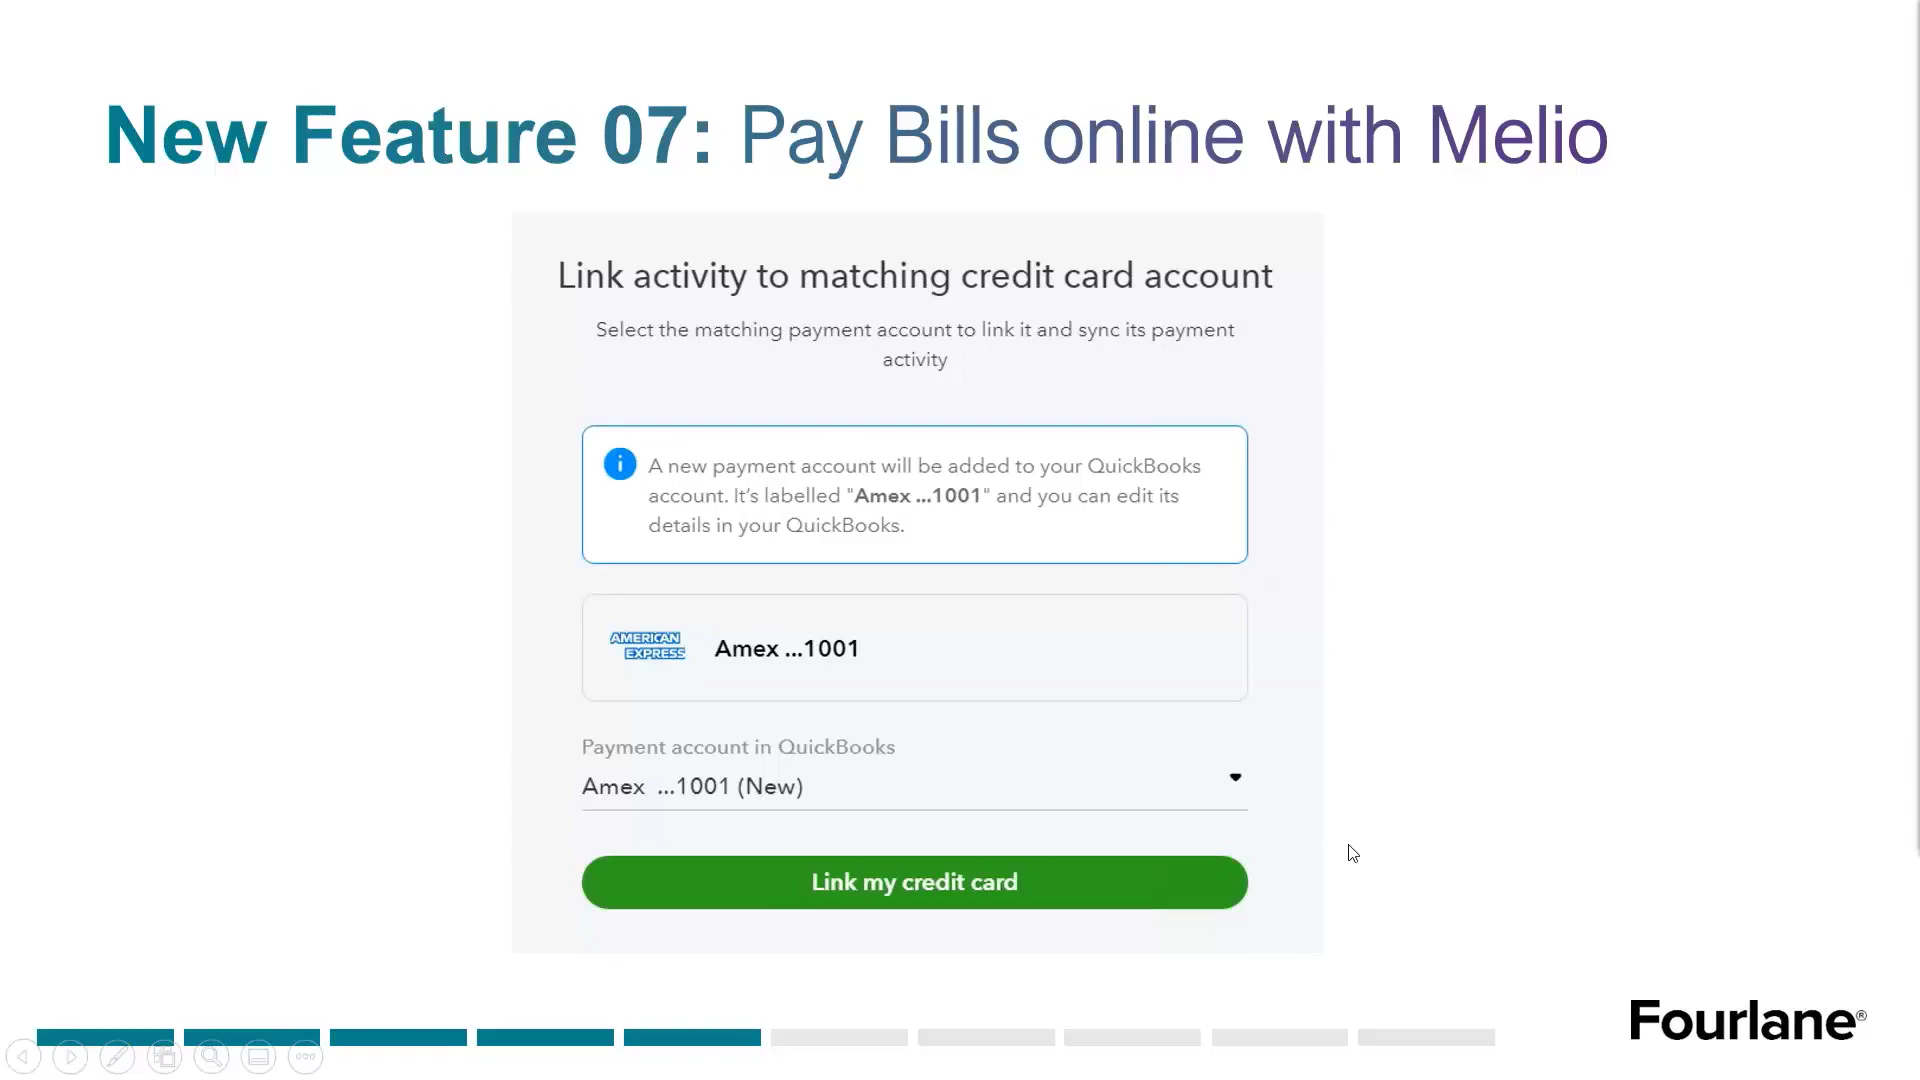 New Feature 07: Pay Bills online with Melio
Link activity to matching credit card account
Select the matching payment account to link it and sync its payment
activity
i
A new payment account will be added to your QuickBooks
account. It’s labelled "Amex ...1001" and you can edit its
details in your QuickBooks.
AMERICAN
EXPRESS
Amex ...1001
Payment account in QuickBooks
Amex ...1001 (New)
Link my credit card
Fourlane®